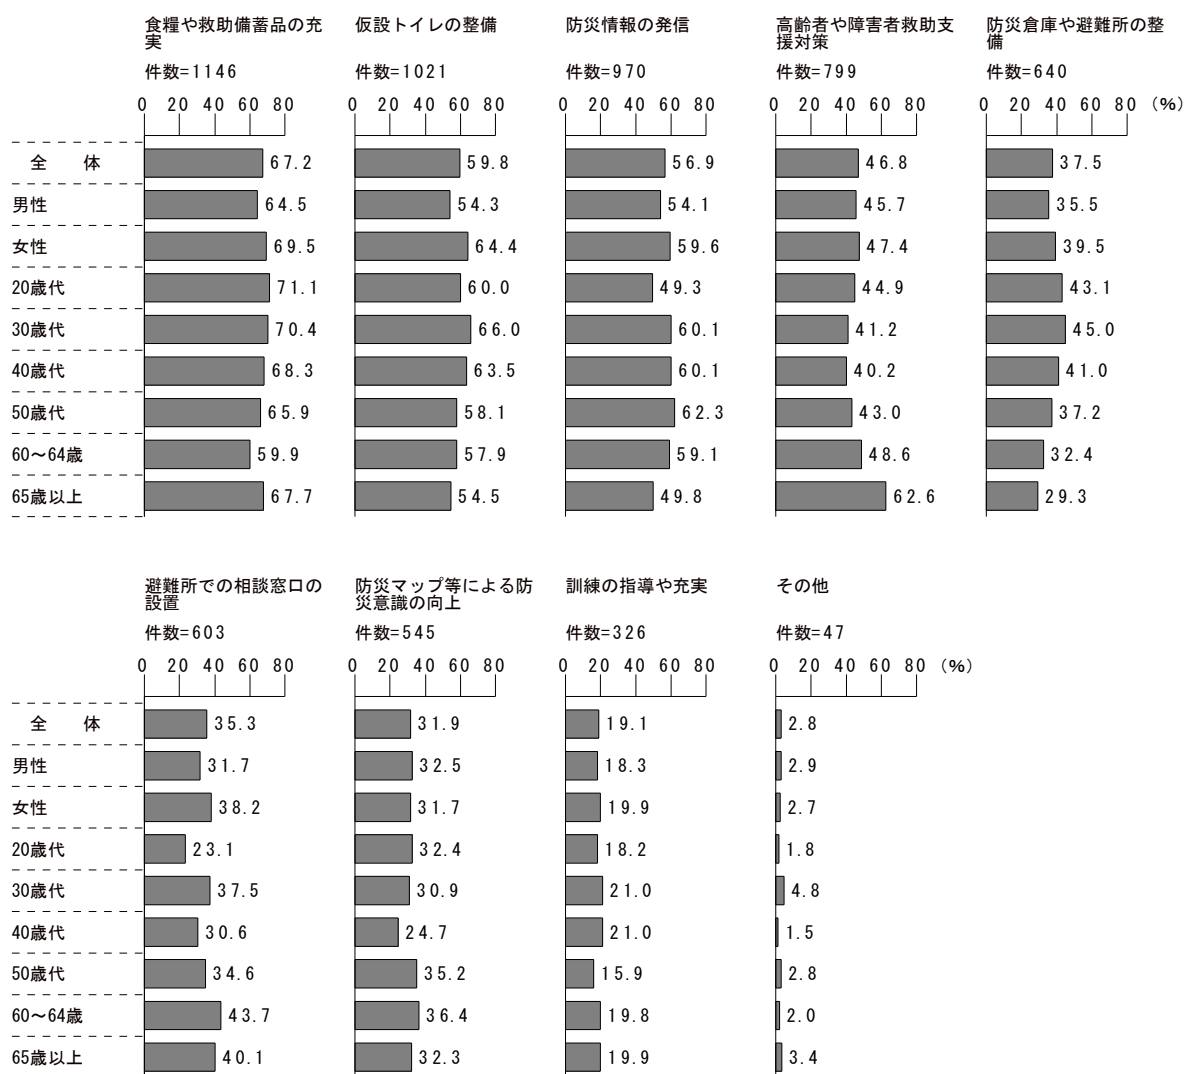 食糧や救助備蓄品の充 仮設トイレの整備 防災情報の発信 高齢者や障害者救助支 防災倉庫や避難所の整
実 援対策 備
件数=1146 件数=1021 件数=970 件数=799 件数=640
0 20 40 60 80 0 20 40 60 80 0 20 40 60 80 0 20 40 60 80 0 20 40 60 80 (%)
全 体 67.2 59.8 56.9 46.8 37.5
男性 64.5 54.3 54.1 45.7 35.5
女性 69.5 64.4 59.6 47.4 39.5
20歳代 71.1 60.0 49.3 44.9 43.1
30歳代 70.4 66.0 60.1 41.2 45.0
40歳代 68.3 63.5 60.1 40.2 41.0
50歳代 65.9 58.1 62.3 43.0 37.2
60〜64歳 59.9 57.9 59.1 48.6 32.4
65歳以上 67.7 54.5 49.8 62.6 29.3
避難所での相談窓口の 防災マップ等による防 訓練の指導や充実 その他
設置 災意識の向上
件数=603 件数=545 件数=326 件数=47
0 20 40 60 80 0 20 40 60 80 0 20 40 60 80 0 20 40 60 80 (%)
全 体 35.3 31.9 19.1 2.8
男性 31.7 32.5 18.3 2.9
女性 38.2 31.7 19.9 2.7
20歳代 23.1 32.4 18.2 1.8
30歳代 37.5 30.9 21.0 4.8
40歳代 30.6 24.7 21.0 1.5
50歳代 34.6 35.2 15.9 2.8
60〜64歳 43.7 36.4 19.8 2.0
65歳以上 40.1 32.3 19.9 3.4